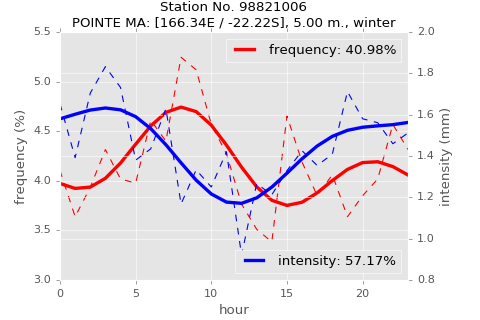 Station No. 98821006
POINTE MA: [166.34E / -22.22S], 5.00 m., winter
frequency: 40.98%
intensity: 57.17%
frequency (%)
5.5
5.0
4.5
4.0
3.5
3.0
intensity (mm)
2.0
1.8
1.6
1.4
1.2
1.0
0.8
0 5 10 15 20
hour